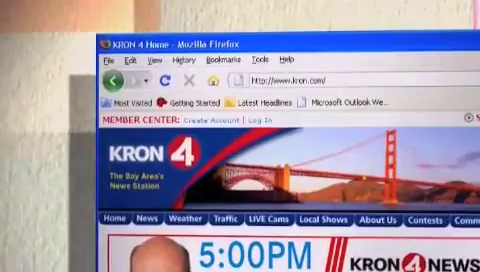 KRON 4 Home - Mozilla Firefox
File Edit View History Bookmarks Tools Help
http://www.kron.com/
Most Visited Getting Started Latest Headlines Microsoft Outlook We...
MEMBER CENTER: Create Account | Log In
KRON 4
The Bay Area's
News Station
Home News Weather Traffic LIVE Cams Local Shows About Us Contests Comm
5:00PM KRON 4 NEWS